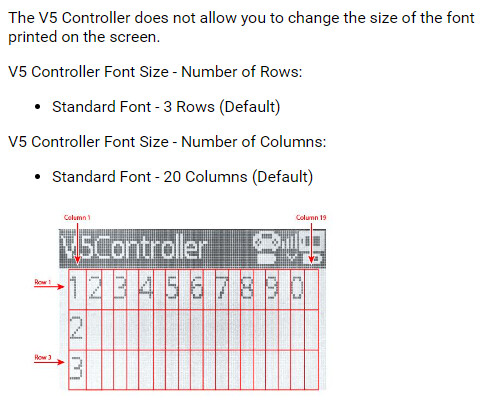 The V5 Controller does not allow you to change the size of the font
printed on the screen.
V5 Controller Font Size - Number of Rows:
• Standard Font - 3 Rows (Default)
V5 Controller Font Size - Number of Columns:
• Standard Font - 20 Columns (Default)
Column 1 Column 19
V5Controller
Row 1 1 2 3 4 5 6 7 8 9 0
2
Row 3 3